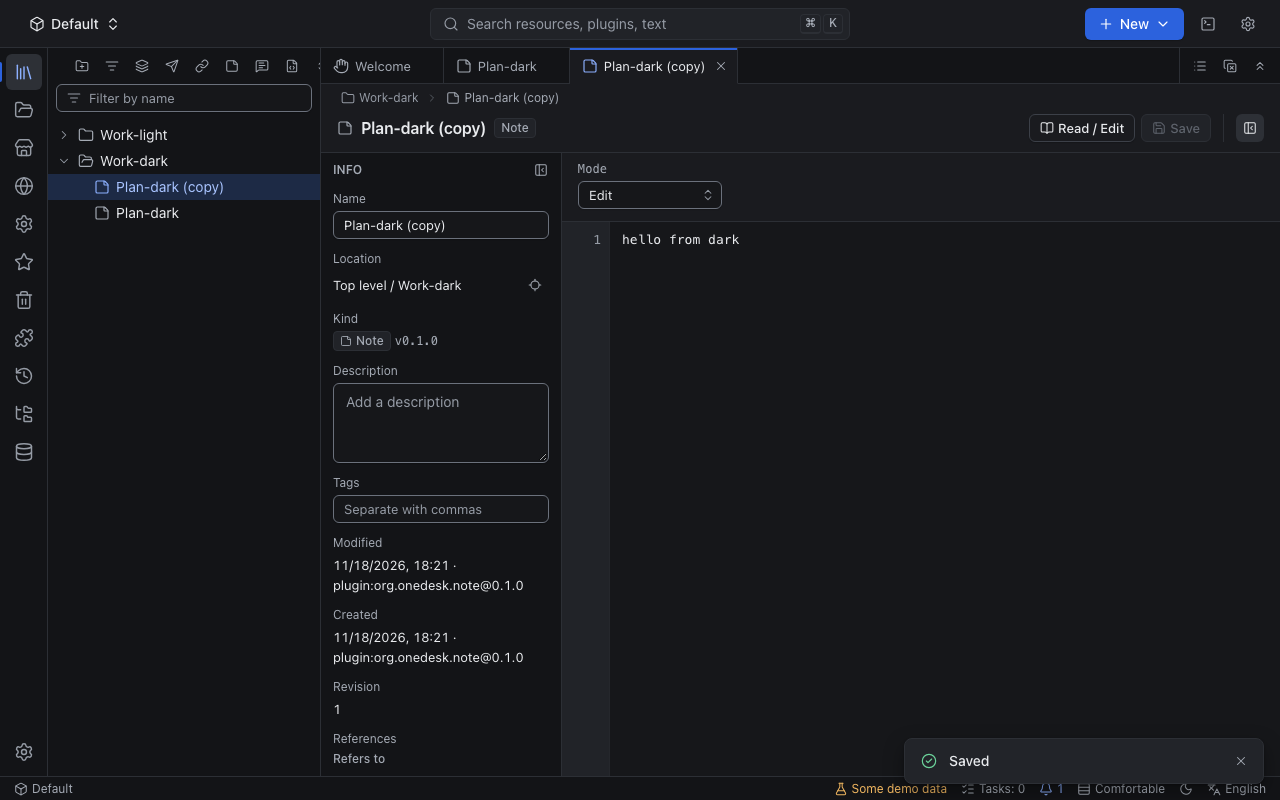 Default
Search resources, plugins, text
⌘ K
New
Welcome
Plan-dark
Plan-dark (copy)
Filter by name
Work-light
Work-dark
Plan-dark (copy)
Plan-dark
Work-dark
Plan-dark (copy)
Plan-dark (copy)
Note
Read / Edit
Save
INFO
Name
Plan-dark (copy)
Location
Top level / Work-dark
Kind
Note v0.1.0
Description
Add a description
Tags
Separate with commas
Modified
11/18/2026, 18:21 ·
plugin:org.onedesk.note@0.1.0
Created
11/18/2026, 18:21 ·
plugin:org.onedesk.note@0.1.0
Revision
1
References
Refers to
Mode
Edit
1 hello from dark
Saved
Default
Some demo data
Tasks: 0
1
Comfortable
English